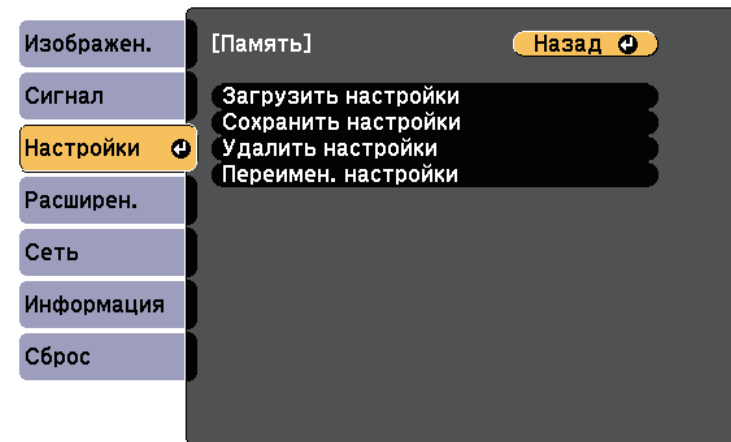 Изображен.
Сигнал
Настройки
Расширен.
Сеть
Информация
Сброс
[Память]
Назад
Загрузить настройки
Сохранить настройки
Удалить настройки
Переимен. настройки